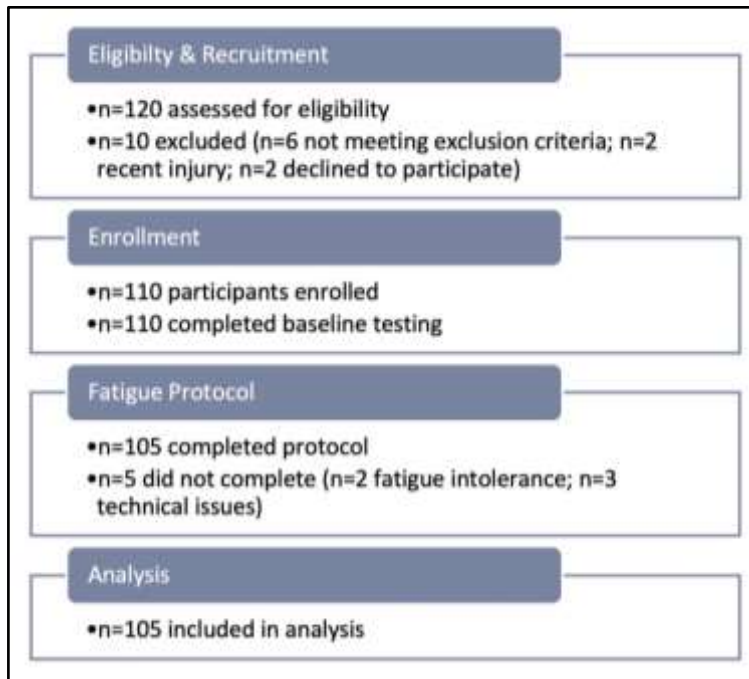 Eligibilty & Recruitment
•n=120 assessed for eligibility
•n=10 excluded (n=6 not meeting exclusion criteria; n=2
recent injury; n=2 declined to participate)
Enrollment
•n=110 participants enrolled
•n=110 completed baseline testing
Fatigue Protocol
•n=105 completed protocol
•n=5 did not complete (n=2 fatigue intolerance; n=3
technical issues)
Analysis
•n=105 included in analysis